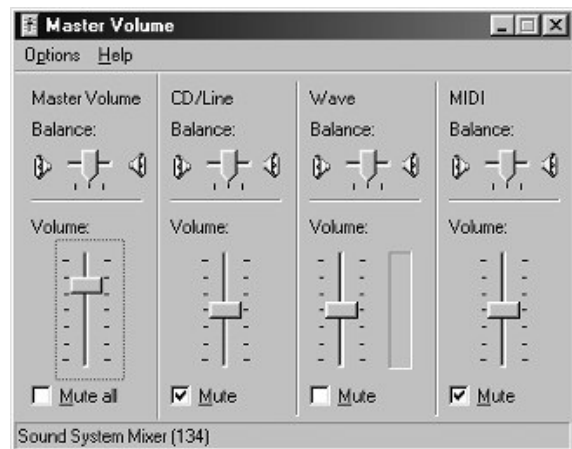 Master Volume
Options Help
Master Volume
Balance:
Volume:
Mute all
CD/Line
Balance:
Volume:
Mute
Wave
Balance:
Volume:
Mute
MIDI
Balance:
Volume:
Mute
Sound System Mixer (134)